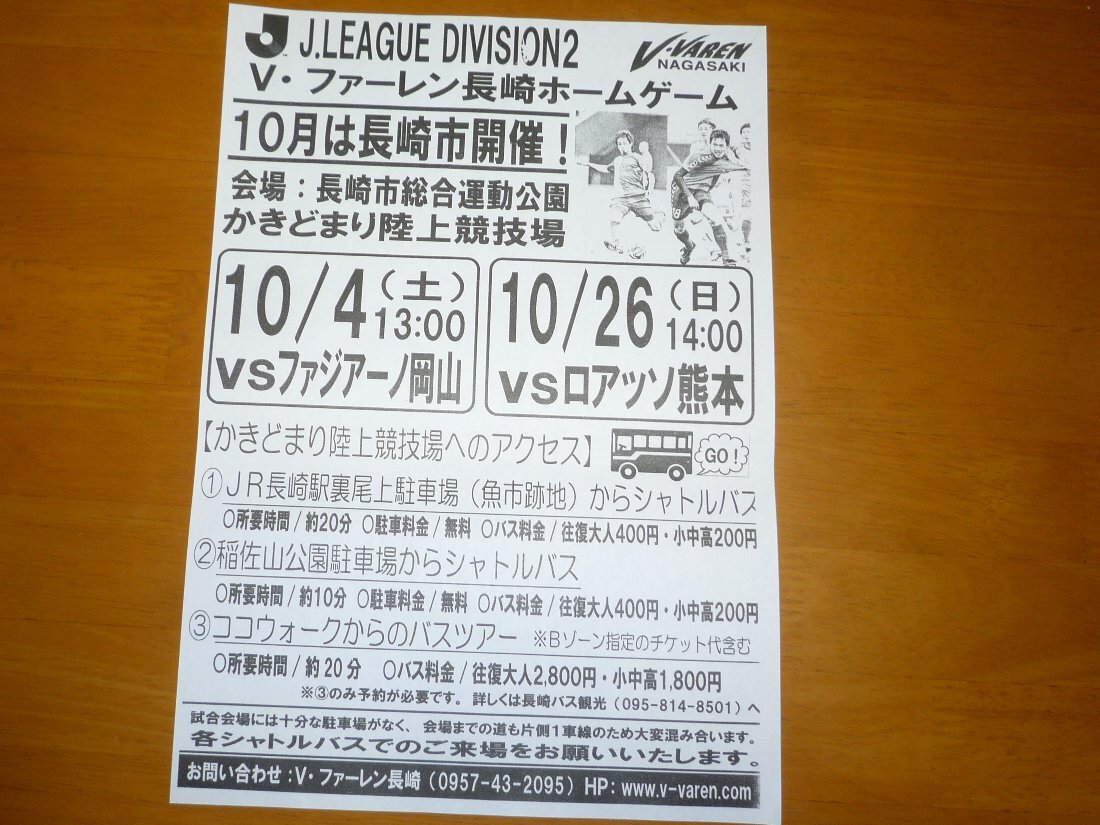 J.LEAGUE DIVISION2
V-VAREN
NAGASAKI
V・ファーレン長崎ホームゲーム
10月は長崎市開催！
会場：長崎市総合運動公園
かきどまり陸上競技場
10/4（土）
13:00
vsファジアーノ岡山
10/26（日）
14:00
vsロアッソ熊本
【かきどまり陸上競技場へのアクセス】
GO！
①ＪＲ長崎駅裏尾上駐車場（魚市跡地）からシャトルバス
○所要時間/約20分 ○駐車料金/無料 ○バス料金/往復大人400円・小中高200円
②稲佐山公園駐車場からシャトルバス
○所要時間/約10分 ○駐車料金/無料 ○バス料金/往復大人400円・小中高200円
③ココウォークからのバスツアー ※Bゾーン指定のチケット代含む
○所要時間/約20分 ○バス料金/往復大人2,800円・小中高1,800円
※③のみ予約が必要です。詳しくは長崎バス観光（095-814-8501）へ
試合会場には十分な駐車場がなく、会場までの道も片側1車線のため大変混み合います。
各シャトルバスでのご来場をお願いいたします。
お問い合わせ：V・ファーレン長崎（0957-43-2095）HP：www.v-varen.com